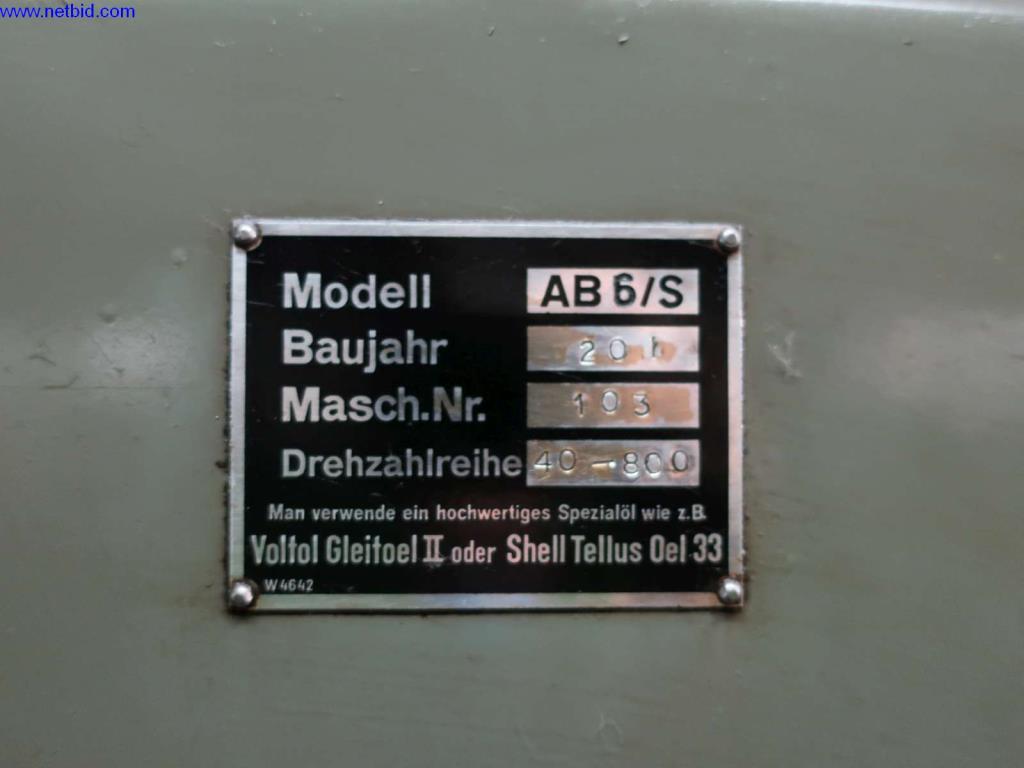 www.netbid.com
Modell AB 6/S
Baujahr
Masch.Nr. 103
Drehzahlreihe 40-800
Man verwende ein hochwertiges Spezialöl wie z.B.
Voltol Gleitoel II oder Shell Tellus Oel 33
W4642